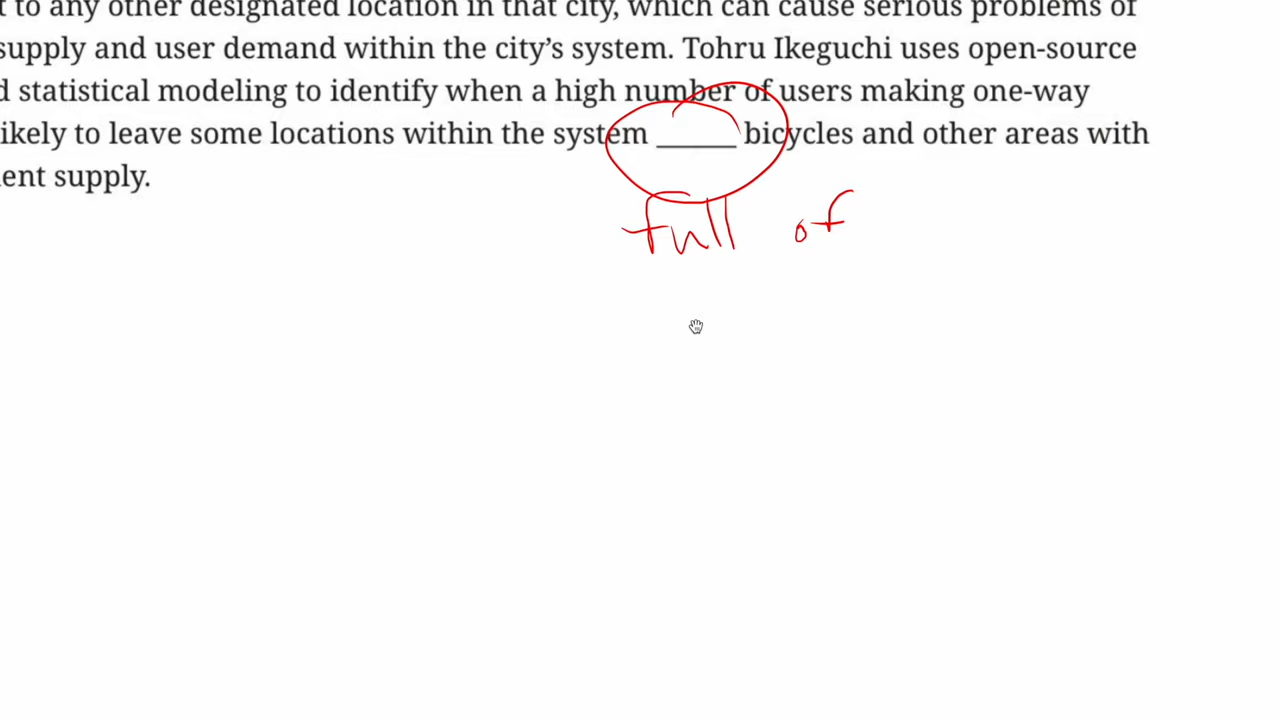 t to any other designated location in that city, which can cause serious problems of
supply and user demand within the city's system. Tohru Ikeguchi uses open-source
d statistical modeling to identify when a high number of users making one-way
ikely to leave some locations within the system ______ bicycles and other areas with
ent supply.
full of